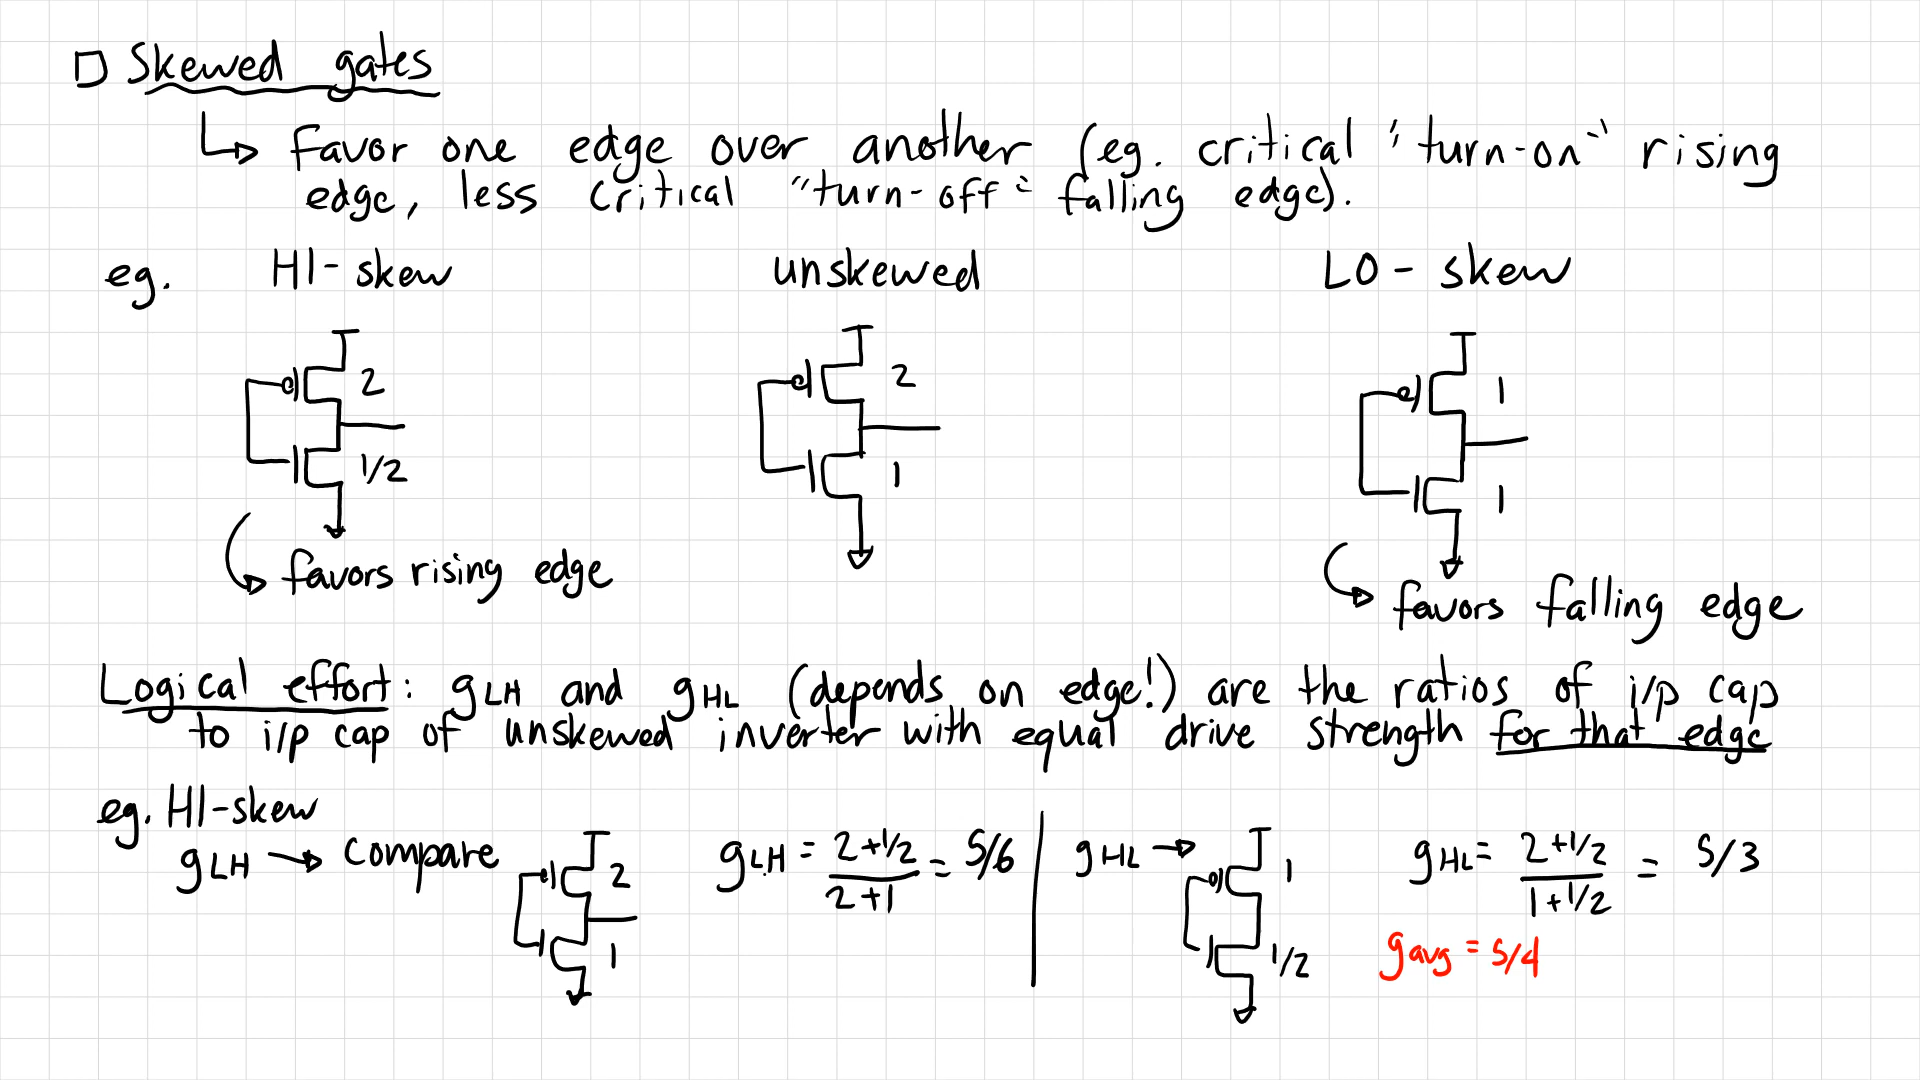 Skewed gates
favor one edge over another (eg. critical "turn-on" rising
edge, less critical "turn-off" falling edge).
eg. HI-skew unskewed LO-skew
2 2 1
1/2 1 1
favors rising edge favors falling edge
Logical effort: gLH and gHL (depends on edge!) are the ratios of i/p cap
to i/p cap of unskewed inverter with equal drive strength for that edge
eg. HI-skew
gLH → compare 2 1 gLH = (2+1/2)/(2+1) = 5/6 gHL → 1 1/2 gHL = (2+1/2)/(1+1/2) = 5/3
gavg = 5/4